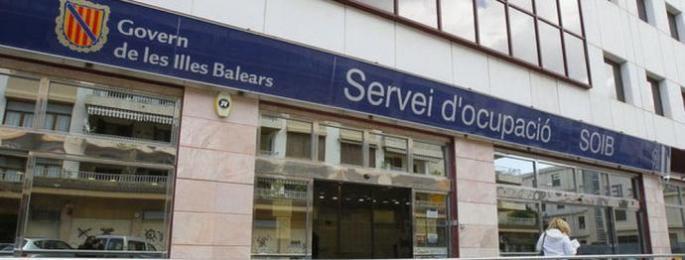 Govern
de les Illes Balears
Servei d'ocupació SOIB